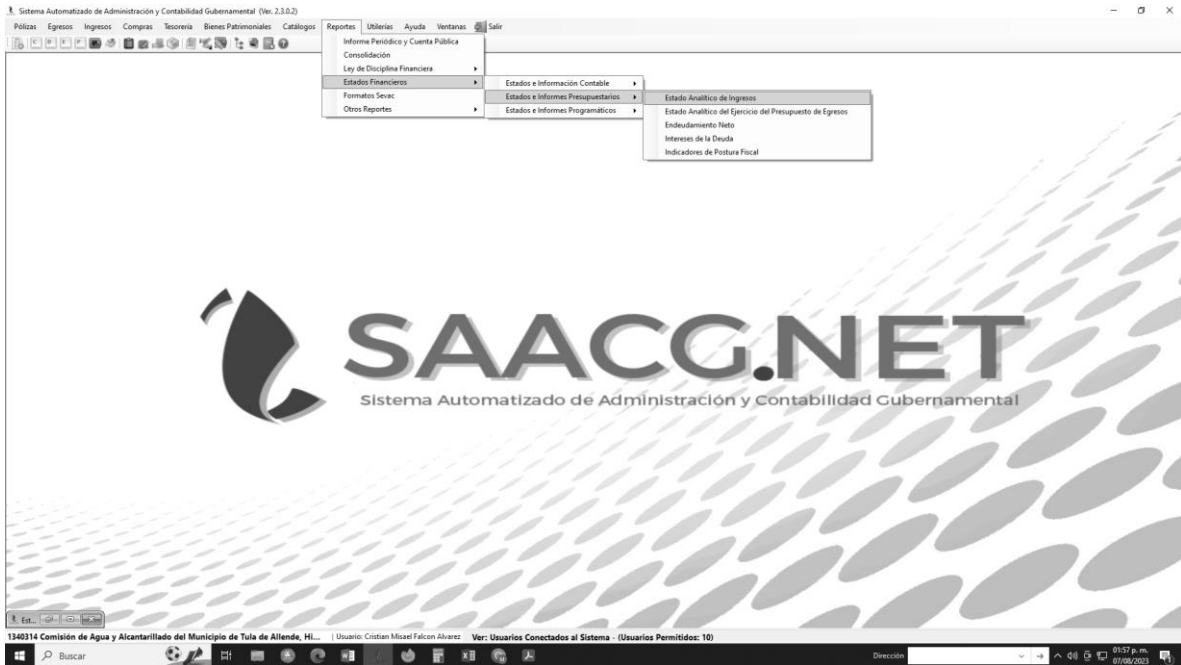 Sistema Automatizado de Administración y Contabilidad Gubernamental (Ver. 2.3.0.2)
Pólizas Egresos Ingresos Compras Tesorería Bienes Patrimoniales Catálogos Reportes Utilerías Ayuda Ventanas Salir
Informe Periódico y Cuenta Pública
Consolidación
Ley de Disciplina Financiera
Estados Financieros
Formatos Sevac
Otros Reportes
Estados e Información Contable
Estados e Informes Presupuestarios
Estados e Informes Programáticos
Estado Analítico de Ingresos
Estado Analítico del Ejercicio del Presupuesto de Egresos
Endeudamiento Neto
Intereses de la Deuda
Indicadores de Postura Fiscal
SAACG.NET
Sistema Automatizado de Administración y Contabilidad Gubernamental
Est...
1340314 Comisión de Agua y Alcantarillado del Municipio de Tula de Allende, Hi... | Usuario: Cristian Misael Falcon Alvarez Ver: Usuarios Conectados al Sistema - (Usuarios Permitidos: 10)
Buscar
Dirección
01:57 p. m.
07/08/2023